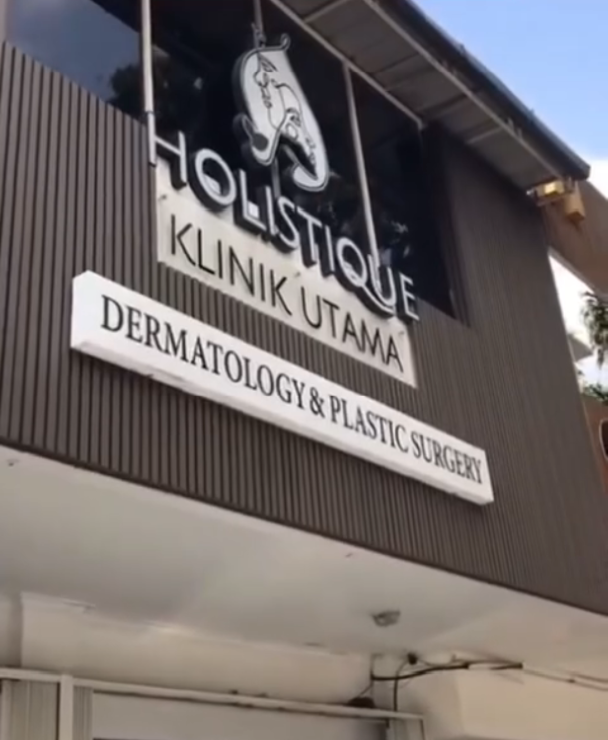 HOLISTIQUE
KLINIK UTAMA
DERMATOLOGY & PLASTIC SURGERY